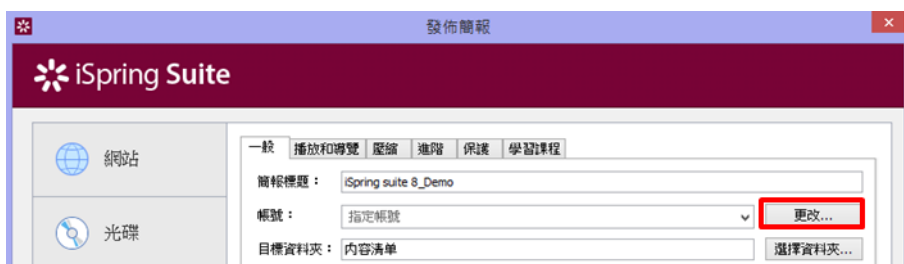 發佈簡報
iSpring Suite
網站
光碟
一般 播放和導覽 壓縮 進階 保護 學習課程
簡報標題： iSpring suite 8_Demo
帳號： 指定帳號 更改...
目標資料夾： 内容清单 選擇資料夾...